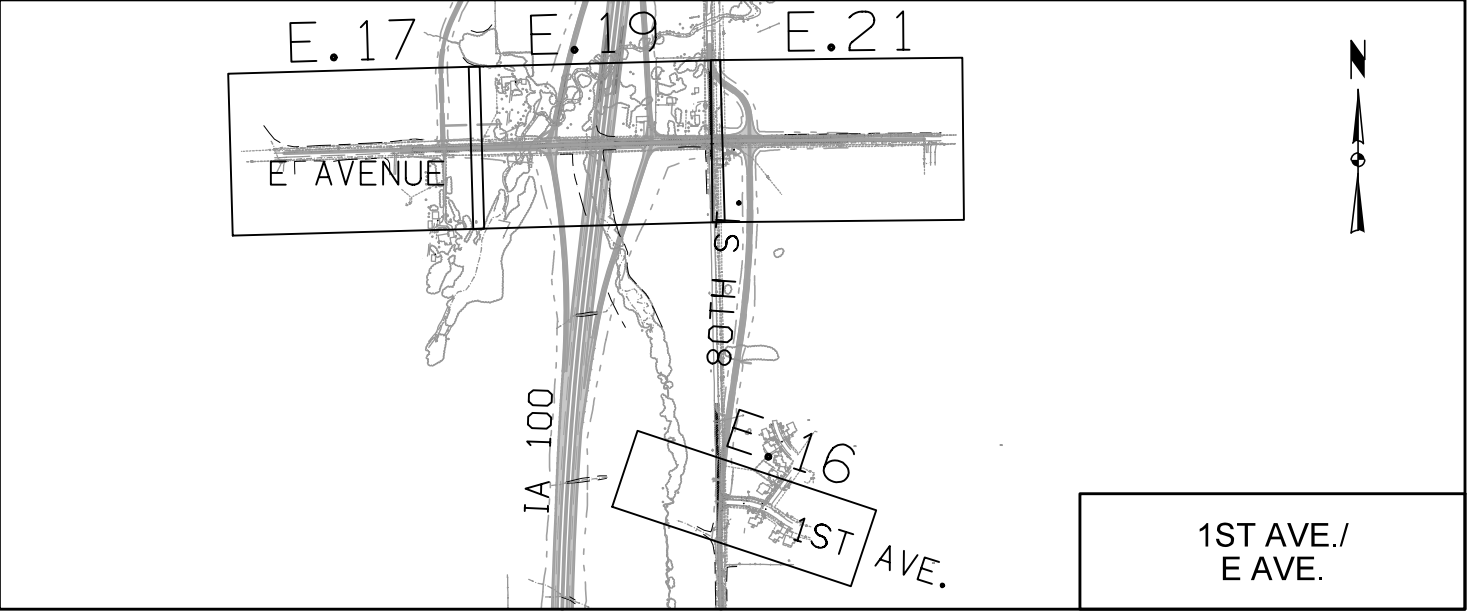 E.17
E.19
E.21
N
E AVENUE
80TH ST.
IA 100
E.16
1ST AVE.
1ST AVE./
E AVE.